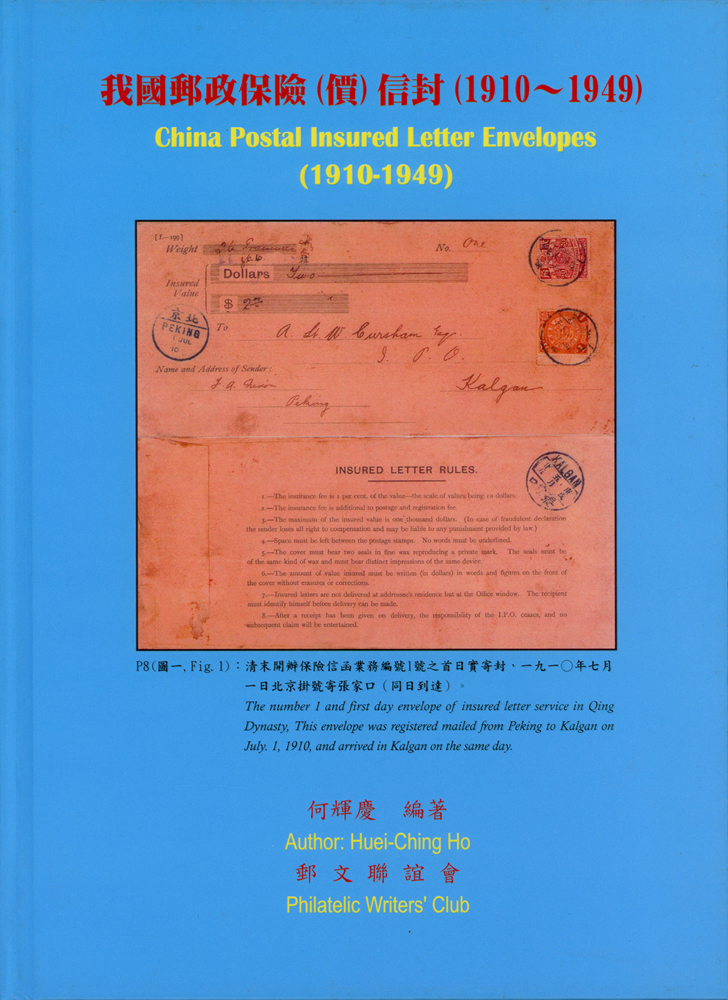 我國郵政保險(價)信封(1910～1949)
China Postal Insured Letter Envelopes
(1910-1949)
Weight
No. One
Dollars Two
Insured
Value
$ 2
北京
PEKING
1 JUL
10
To
I. P. O.
Name and Address of Sender:
Kalgan
Peking
INSURED LETTER RULES.
KALGAN
1.—The insurance fee is 1 per cent. of the value—the scale of values being 10 dollars.
2.—The insurance fee is additional to postage and registration fee.
3.—The maximum of the insured value is one thousand dollars. (In case of fraudulent declaration
the sender loses all right to compensation and may be liable to any punishment provided by law.)
4.—Space must be left between the postage stamps. No words must be underlined.
5.—The cover must bear two seals in fine wax reproducing a private mark. The seals must be
of the same kind of wax and must bear distinct impressions of the same device.
6.—The amount of value insured must be written (in dollars) in words and figures on the front of
the cover without erasures or corrections.
7.—Insured letters are not delivered at addressee's residence but at the Office window. The recipient
must identify himself before delivery can be made.
8.—After a receipt has been given on delivery, the responsibility of the I.P.O. ceases, and no
subsequent claim will be entertained.
P8(圖一, Fig. 1)：清末開辦保險信函業務編號1號之首日實寄封，一九一〇年七月
一日北京掛號寄張家口（同日到達）。
The number 1 and first day envelope of insured letter service in Qing
Dynasty, This envelope was registered mailed from Peking to Kalgan on
July. 1, 1910, and arrived in Kalgan on the same day.
何輝慶 編著
Author: Huei-Ching Ho
郵文聯誼會
Philatelic Writers' Club